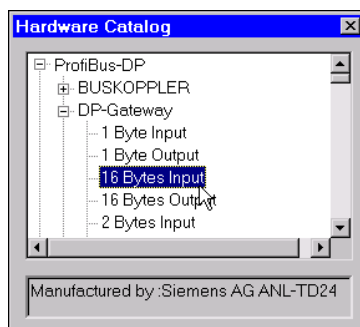 Hardware Catalog
ProfiBus-DP
BUSKOPPLER
DP-Gateway
1 Byte Input
1 Byte Output
16 Bytes Input
16 Bytes Output
2 Bytes Input
Manufactured by :Siemens AG ANL-TD24